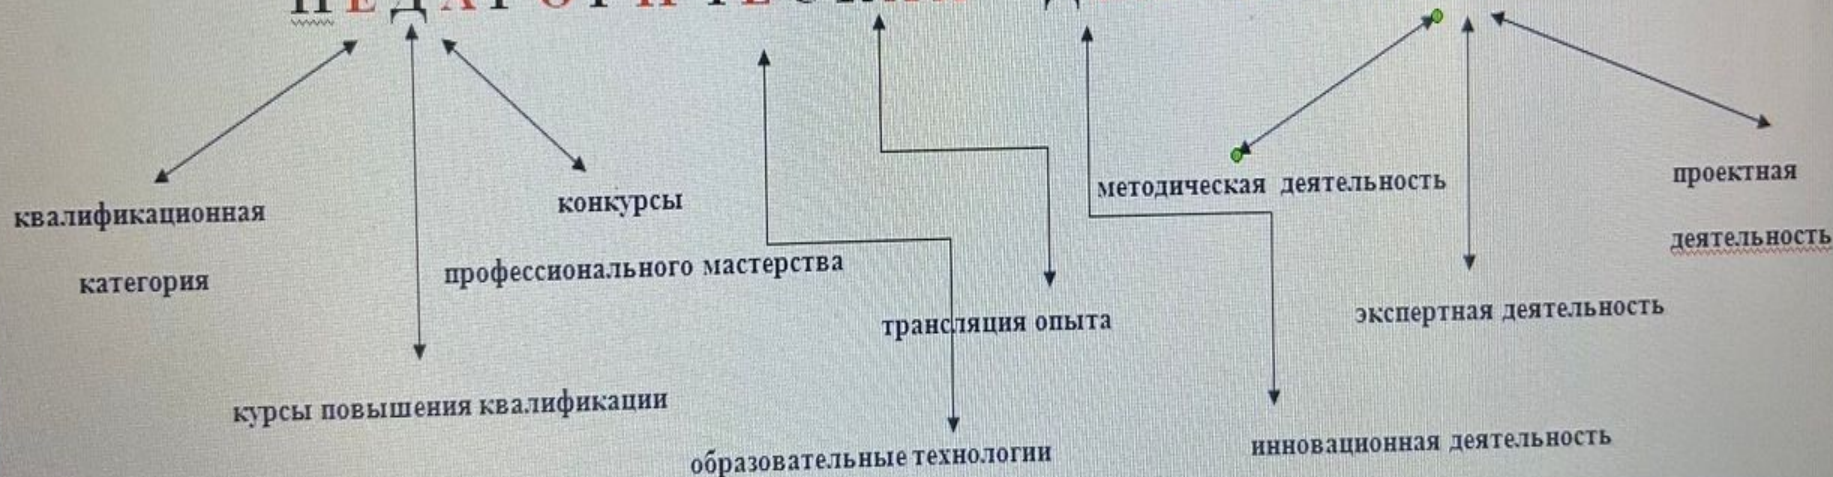 методическая деятельность
проектная
деятельность
квалификационная
категория
конкурсы
профессионального мастерства
трансляция опыта
экспертная деятельность
курсы повышения квалификации
образовательные технологии
инновационная деятельность